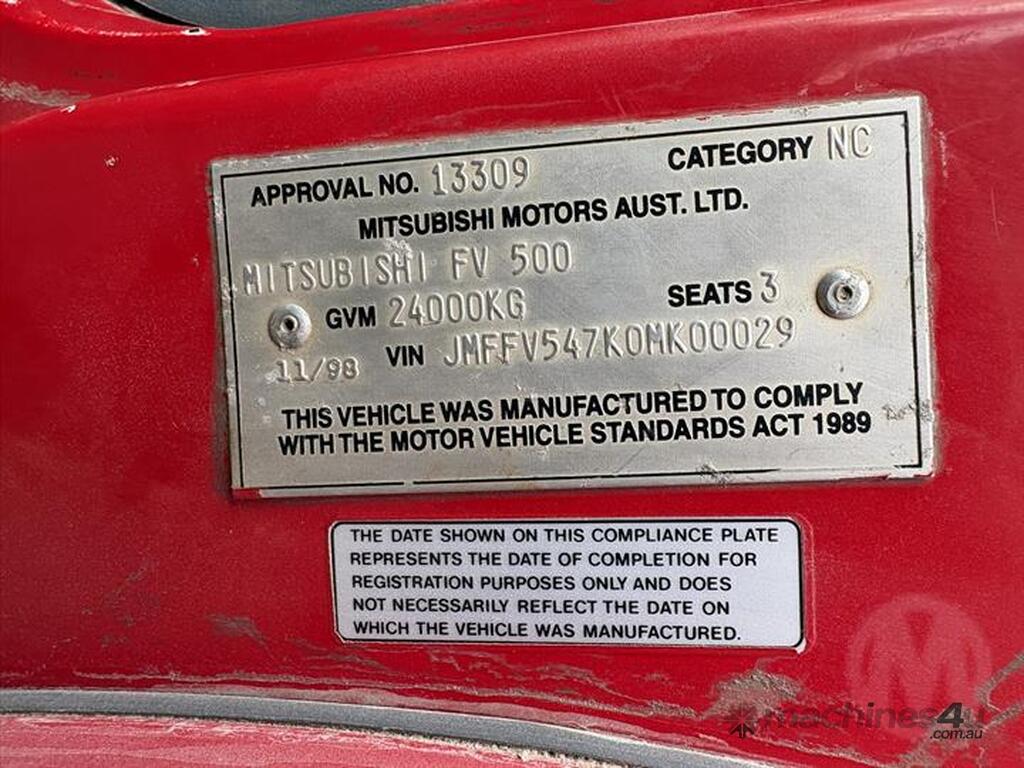 APPROVAL NO. 13309 CATEGORY NC
MITSUBISHI MOTORS AUST. LTD.
MITSUBISHI FV 500
GVM 24000KG SEATS 3
11/98 VIN JMFFV547K0MK00029
THIS VEHICLE WAS MANUFACTURED TO COMPLY
WITH THE MOTOR VEHICLE STANDARDS ACT 1989
THE DATE SHOWN ON THIS COMPLIANCE PLATE
REPRESENTS THE DATE OF COMPLETION FOR
REGISTRATION PURPOSES ONLY AND DOES
NOT NECESSARILY REFLECT THE DATE ON
WHICH THE VEHICLE WAS MANUFACTURED.
M
machines4u
.com.au